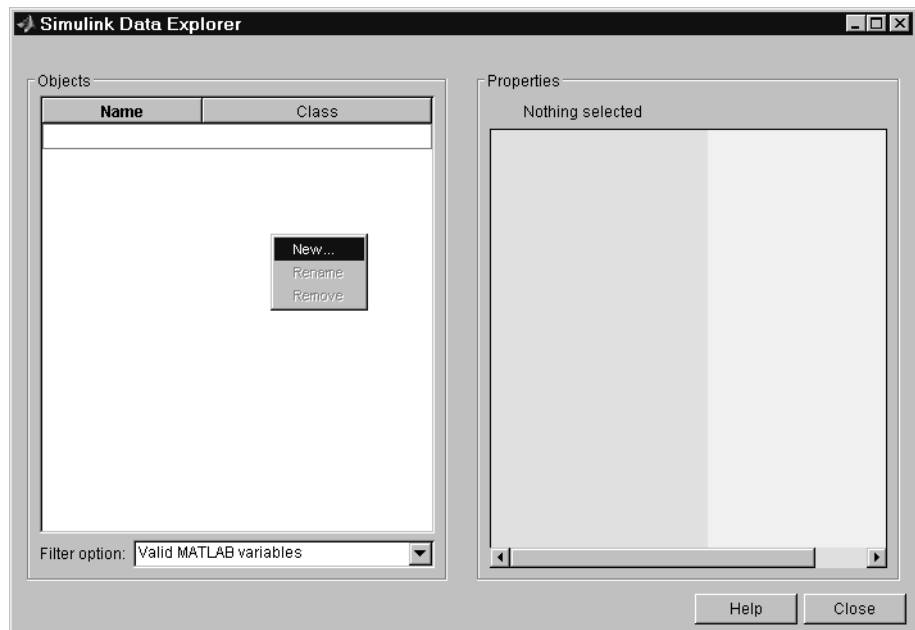 Simulink Data Explorer
Objects
Name Class
New...
Rename
Remove
Filter option: Valid MATLAB variables
Properties
Nothing selected
Help Close